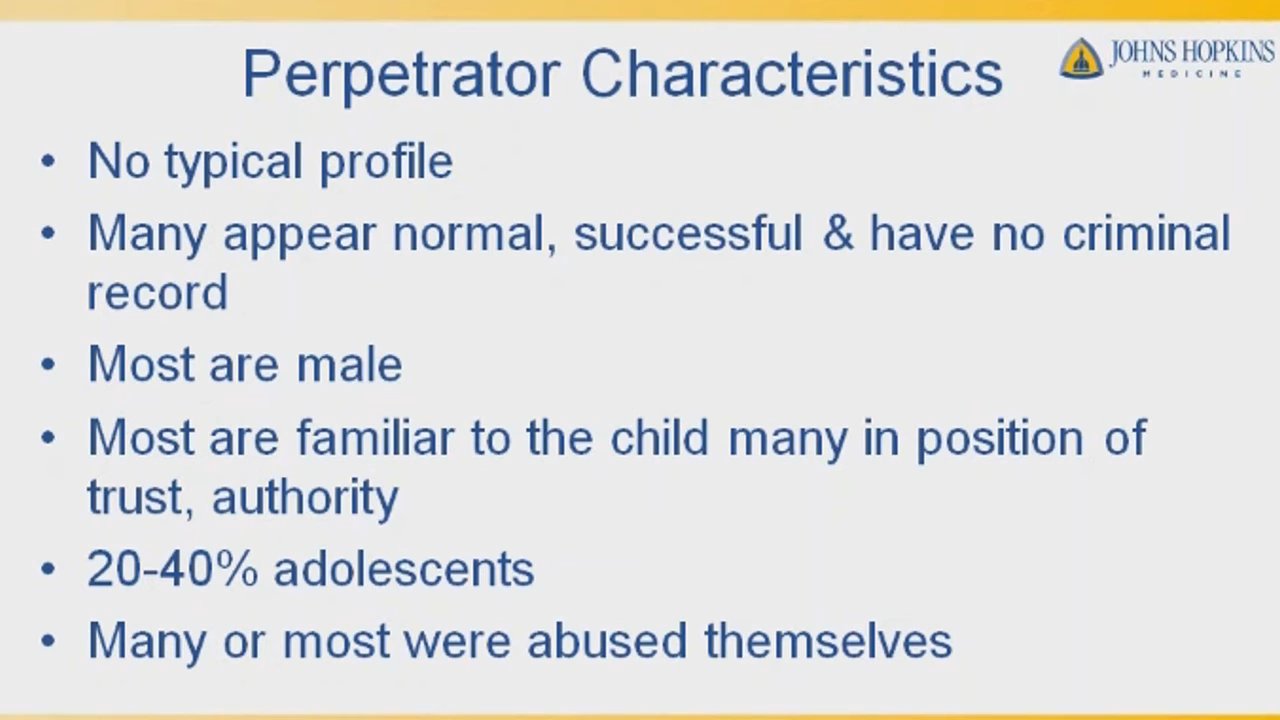 Perpetrator Characteristics
JOHNS HOPKINS
MEDICINE
• No typical profile
• Many appear normal, successful & have no criminal
record
• Most are male
• Most are familiar to the child many in position of
trust, authority
• 20-40% adolescents
• Many or most were abused themselves